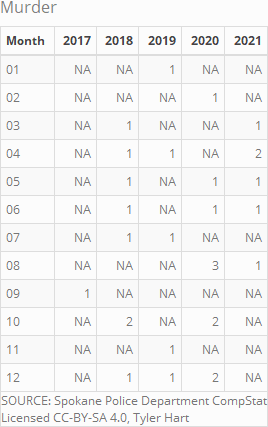 Murder
Month 2017 2018 2019 2020 2021
01 NA NA 1 NA NA
02 NA NA NA 1 NA
03 NA 1 NA NA 1
04 NA 1 1 NA 2
05 NA 1 NA 1 1
06 NA 1 NA 1 1
07 NA 1 1 NA NA
08 NA NA NA 3 1
09 1 NA NA NA NA
10 NA 2 NA 2 NA
11 NA NA 1 NA NA
12 NA 1 1 2 NA
SOURCE: Spokane Police Department CompStat
Licensed CC-BY-SA 4.0, Tyler Hart